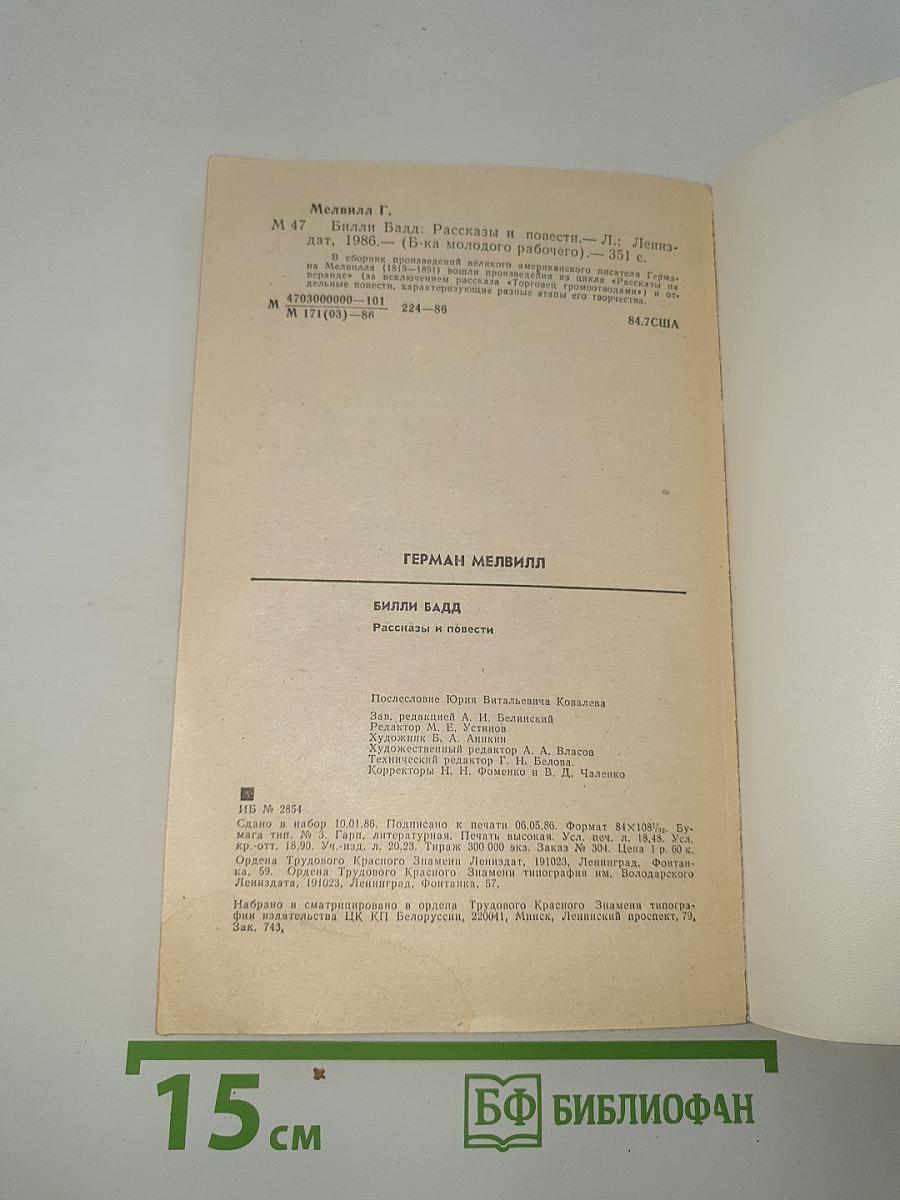 Мелвилл Г.
М 47 Билли Бадд: Рассказы и повести.— Л.: Лениз-
дат, 1986.— (Б-ка молодого рабочего).— 351 с.
В сборник произведений великого американского писателя Герма-
на Мелвилла (1819—1891) вошли произведения из цикла «Рассказы на
веранде» (за исключением рассказа «Торговец громоотводами») и от-
дельные повести, характеризующие разные этапы его творчества.
М 4703000000—101 224—86
М 171(03)—86
84.7США
ГЕРМАН МЕЛВИЛЛ
БИЛЛИ БАДД
Рассказы и повести
Послесловие Юрия Витальевича Ковалева
Зав. редакцией А. И. Белинский
Редактор М. Е. Устинов
Художник Б. А. Аникин
Художественный редактор А. А. Власов
Технический редактор Г. Н. Белова.
Корректоры Н. Н. Фоменко и В. Д. Чаленко
ИБ № 2854
Сдано в набор 10.01.86. Подписано к печати 06.05.86. Формат 84×108¹/₃₂. Бу-
мага тип. № 3. Гарн. литературная. Печать высокая. Усл. печ. л. 18,48. Усл.
кр.-отт. 18,90. Уч.-изд. л. 20,23. Тираж 300 000 экз. Заказ № 304. Цена 1 р. 60 к.
Ордена Трудового Красного Знамени Лениздат, 191023, Ленинград, Фонтан-
ка, 59. Ордена Трудового Красного Знамени типография им. Володарского
Лениздата, 191023, Ленинград, Фонтанка, 57.
Набрано и сматрицировано в ордена Трудового Красного Знамени типогра-
фии издательства ЦК КП Белоруссии, 220041, Минск, Ленинский проспект, 79,
Зак. 743.
15 см
БФ БИБЛИОФАН